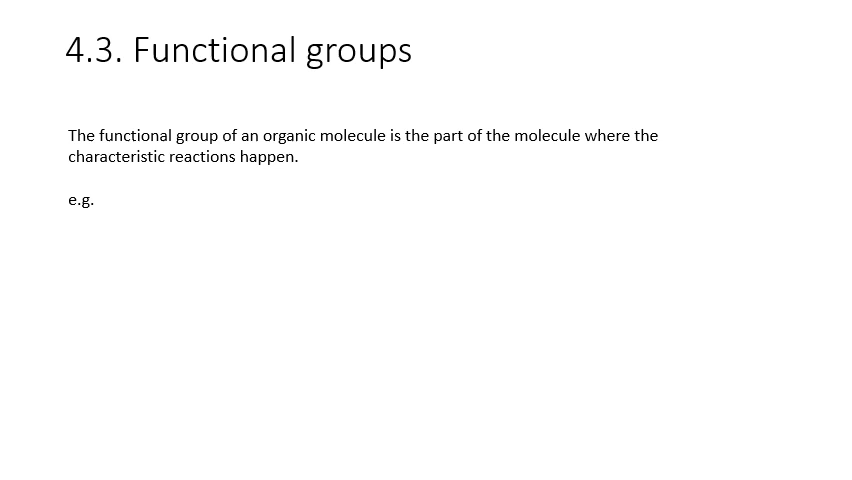 4.3. Functional groups
The functional group of an organic molecule is the part of the molecule where the
characteristic reactions happen.
e.g.